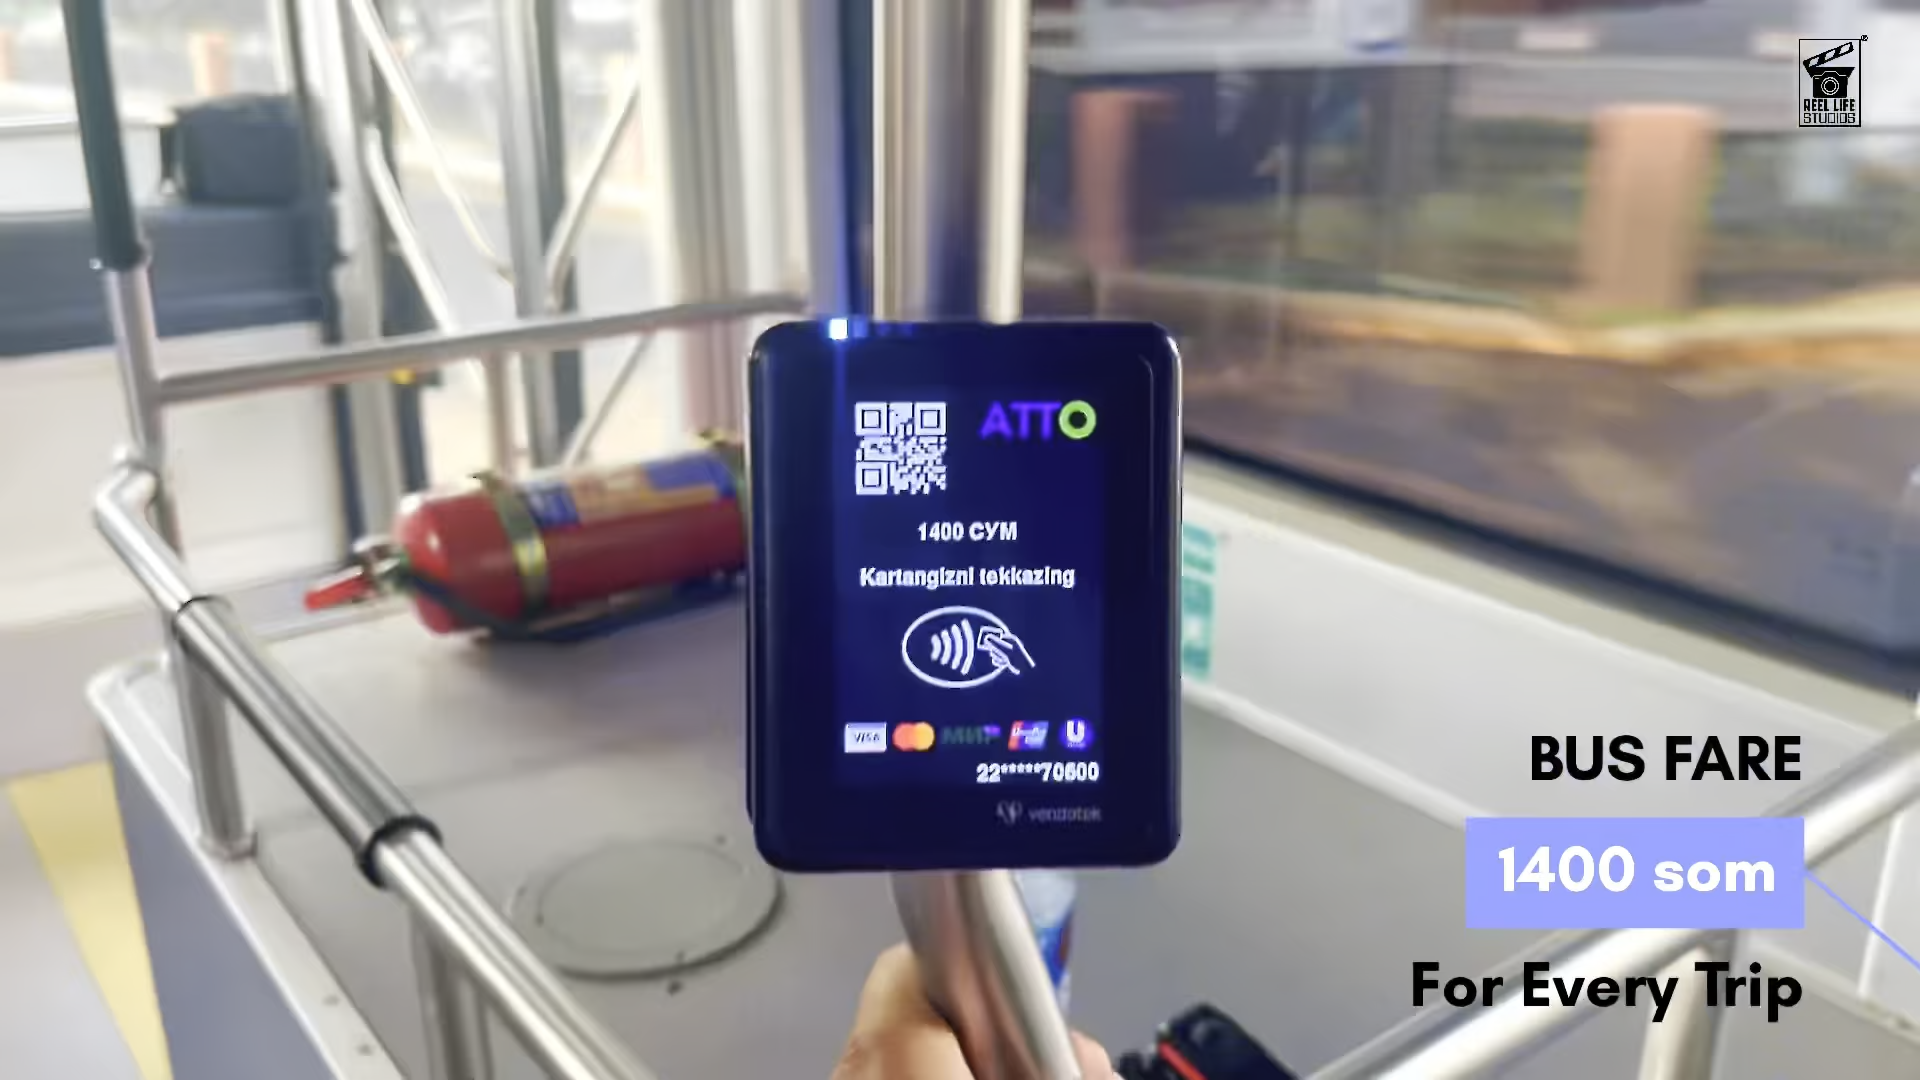 REEL LIFE
STUDIOS
ATTO
1400 СУМ
Kartangizni tekkazing
VISA
МИР
UnionPay
22*****70600
vendotek
BUS FARE
1400 som
For Every Trip